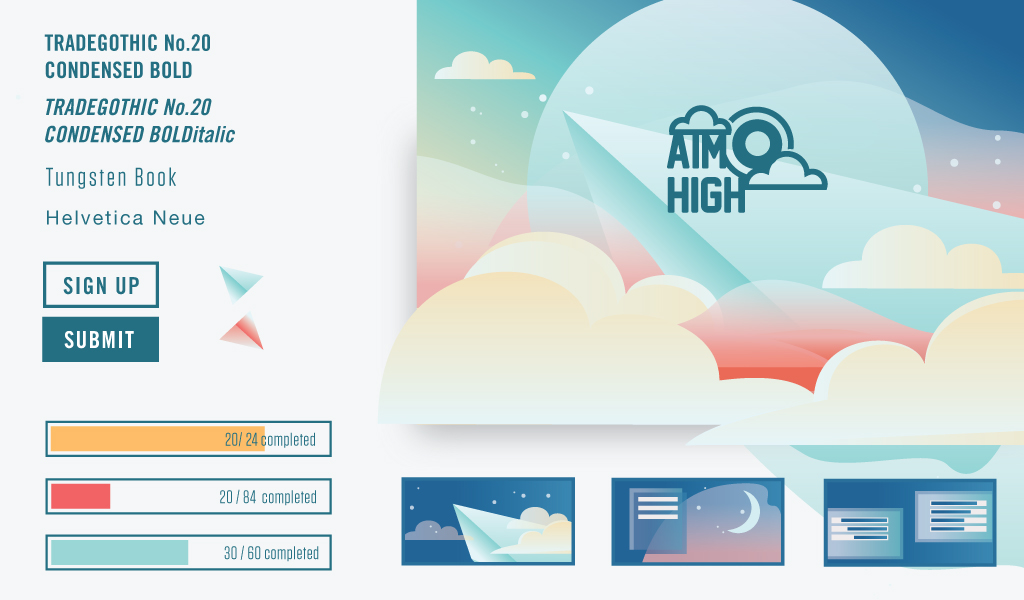 TRADEGOTHIC No.20
CONDENSED BOLD
TRADEGOTHIC No.20
CONDENSED BOLDitalic
Tungsten Book
Helvetica Neue
SIGN UP
SUBMIT
20/ 24 completed
20 / 84 completed
30 / 60 completed
AIM
HIGH